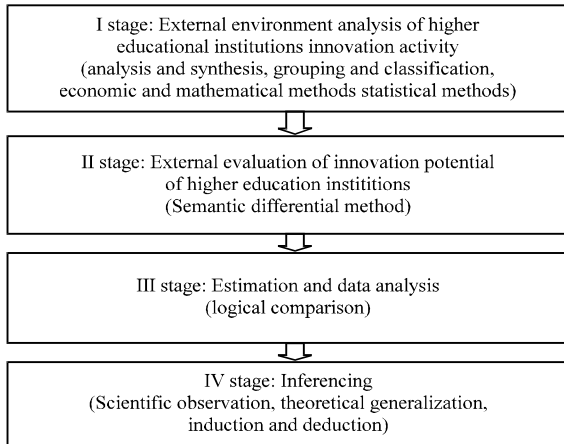 I stage: External environment analysis of higher
educational institutions innovation activity
(analysis and synthesis, grouping and classification,
economic and mathematical methods statistical methods)
II stage: External evaluation of innovation potential
of higher education instititions
(Semantic differential method)
III stage: Estimation and data analysis
(logical comparison)
IV stage: Inferencing
(Scientific observation, theoretical generalization,
induction and deduction)